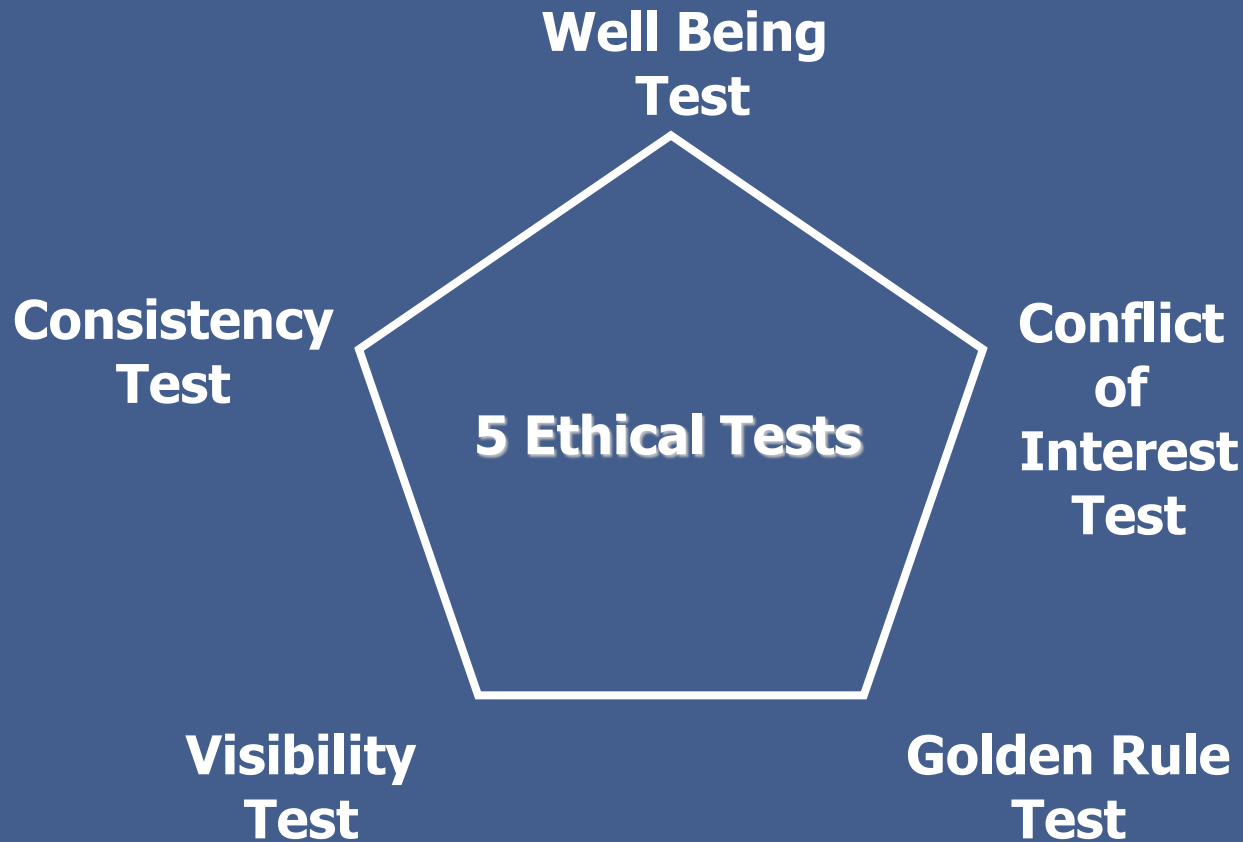 Well Being
Test
Consistency
Test
Conflict
of
Interest
Test
5 Ethical Tests
Visibility
Test
Golden Rule
Test